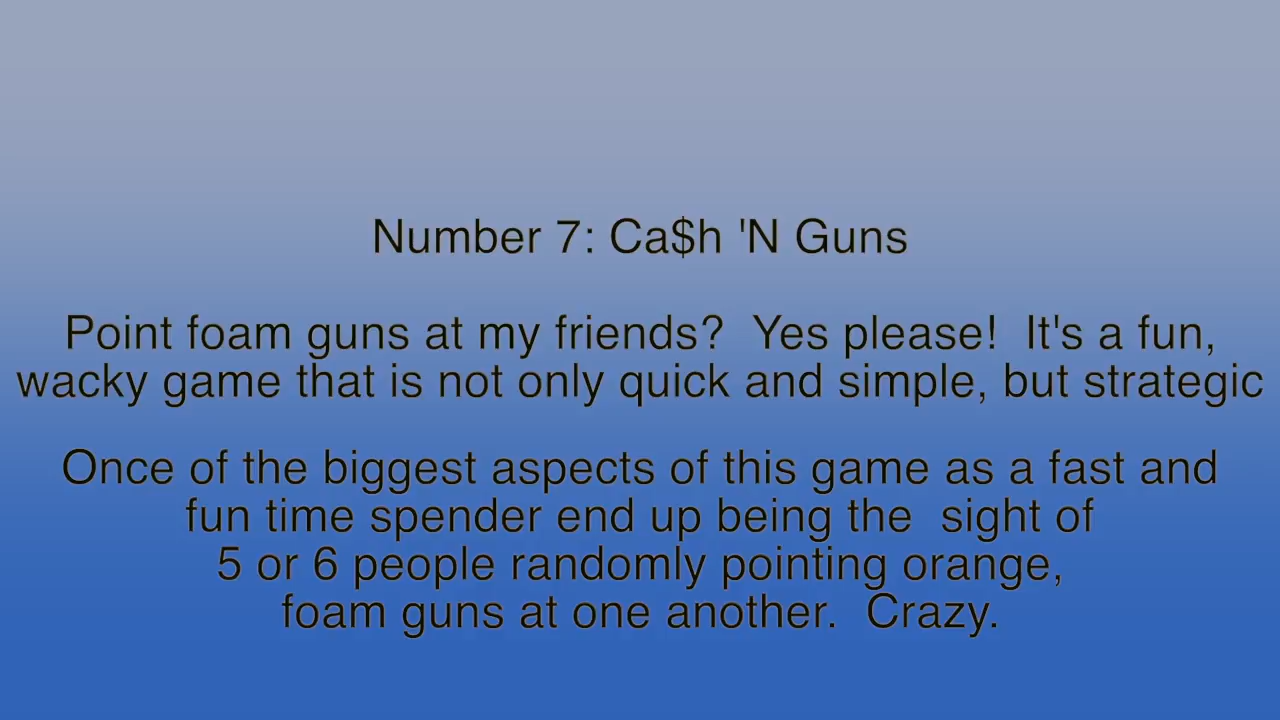 Number 7: Ca$h 'N Guns
Point foam guns at my friends?  Yes please!  It's a fun,
wacky game that is not only quick and simple, but strategic
Once of the biggest aspects of this game as a fast and
fun time spender end up being the  sight of
5 or 6 people randomly pointing orange,
foam guns at one another.  Crazy.